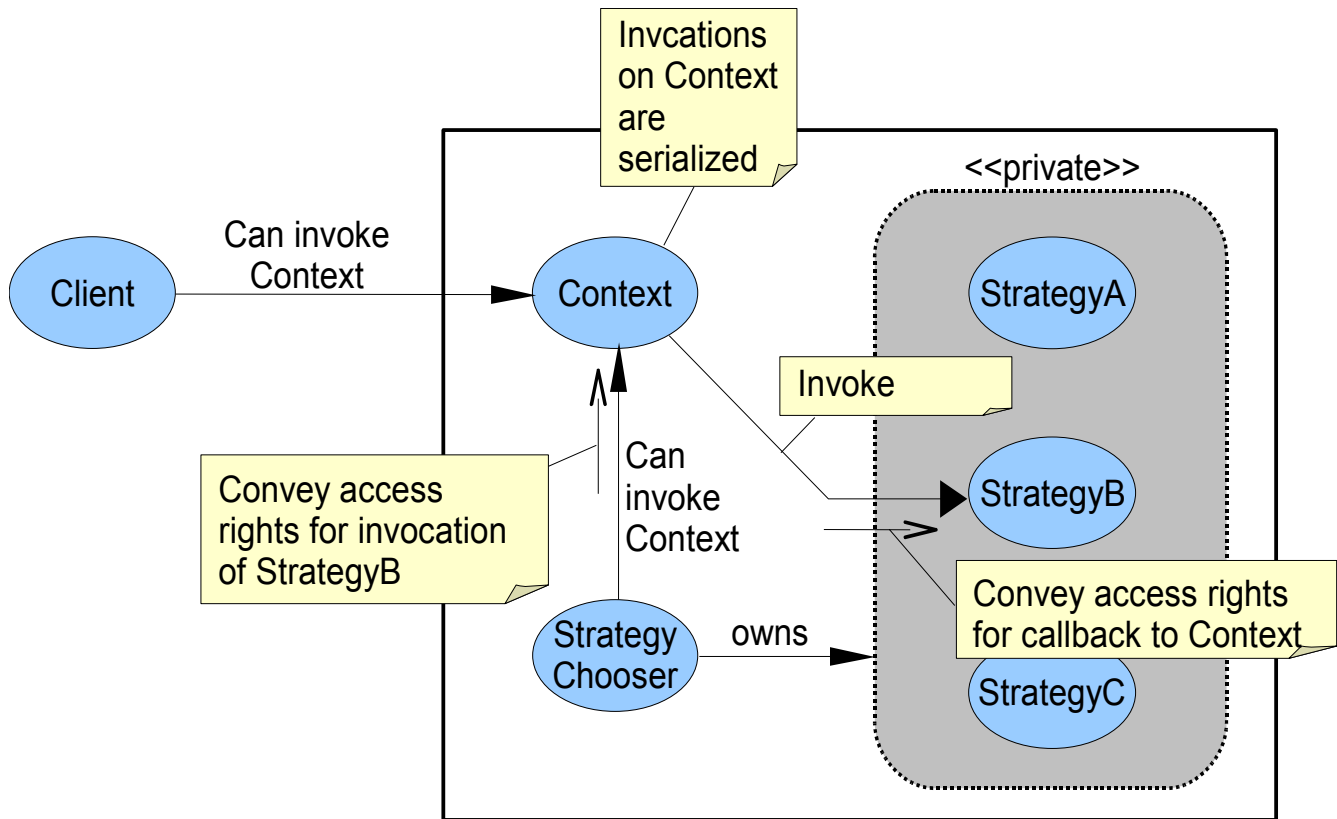 Invcations
on Context
are
serialized
<<private>>
Can invoke
Context
Client
Context
StrategyA
Invoke
Can
invoke
Context
Convey access
rights for invocation
of StrategyB
StrategyB
Convey access rights
for callback to Context
Strategy
Chooser
owns
StrategyC